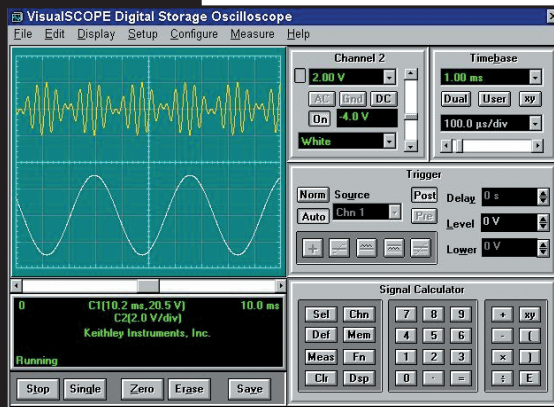 VisualSCOPE Digital Storage Oscilloscope
File Edit Display Setup Configure Measure Help
Channel 2
2.00 V
AC Gnd DC
On -4.0 V
White
Timebase
1.00 ms
Dual User xy
100.0 µs/div
Trigger
Norm Source Post Delay 0 s
Auto Chn 1 Pre Level 0 V
Lower 0 V
0 C1(10.2 ms,20.5 V) 10.0 ms
C2(2.0 V/div)
Keithley Instruments, Inc.
Running
Stop Single Zero Erase Save
Signal Calculator
Sel Chn 7 8 9 + xy
Def Mem 4 5 6 - (
Meas Fn 1 2 3 × )
Clr Dsp 0 · = ÷ E